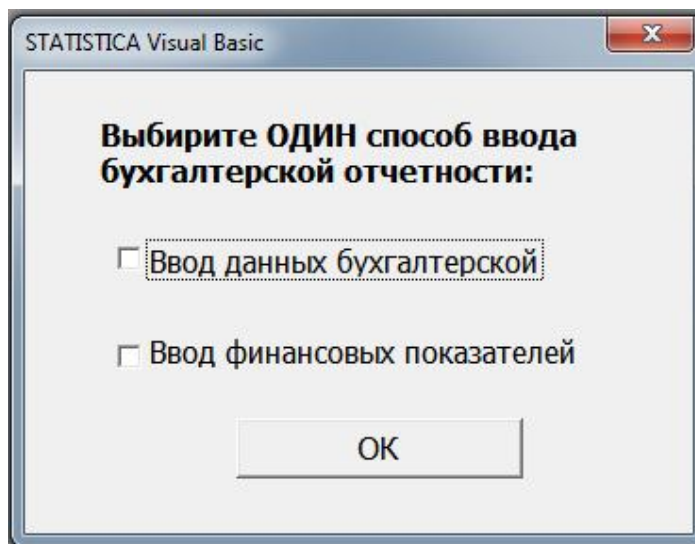 STATISTICA Visual Basic
Выбирите ОДИН способ ввода
бухгалтерской отчетности:
Ввод данных бухгалтерской
Ввод финансовых показателей
OK